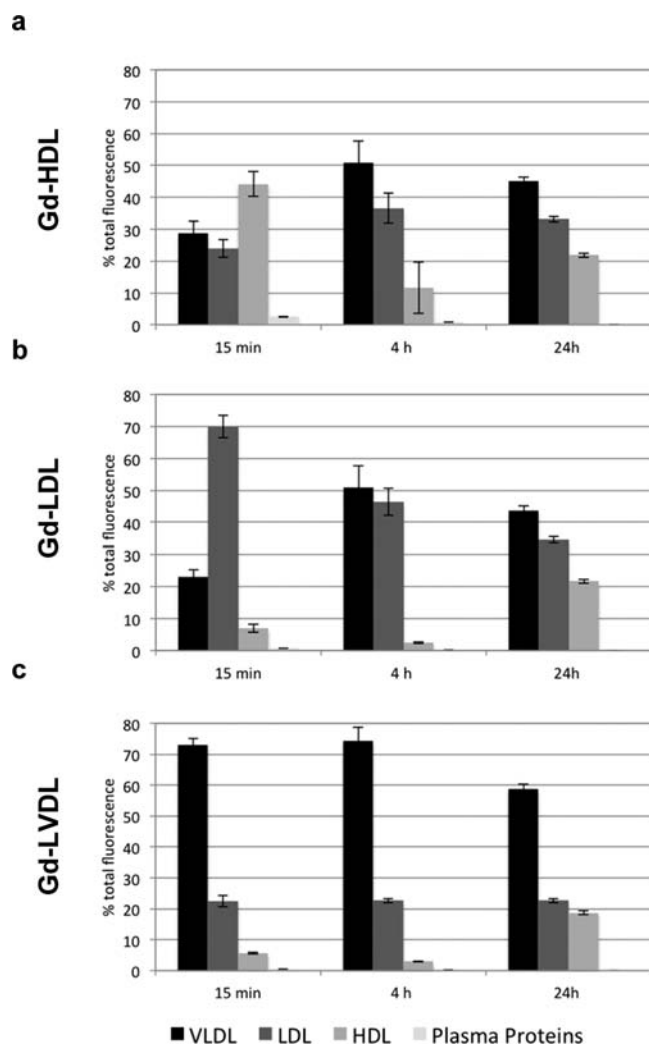 a
Gd-HDL
% total fluorescence
80
70
60
50
40
30
20
10
0
15 min 4 h 24h
b
Gd-LDL
% total fluorescence
80
70
60
50
40
30
20
10
0
15 min 4 h 24h
c
Gd-LVDL
% total fluorescence
80
70
60
50
40
30
20
10
0
15 min 4 h 24h
VLDL LDL HDL Plasma Proteins